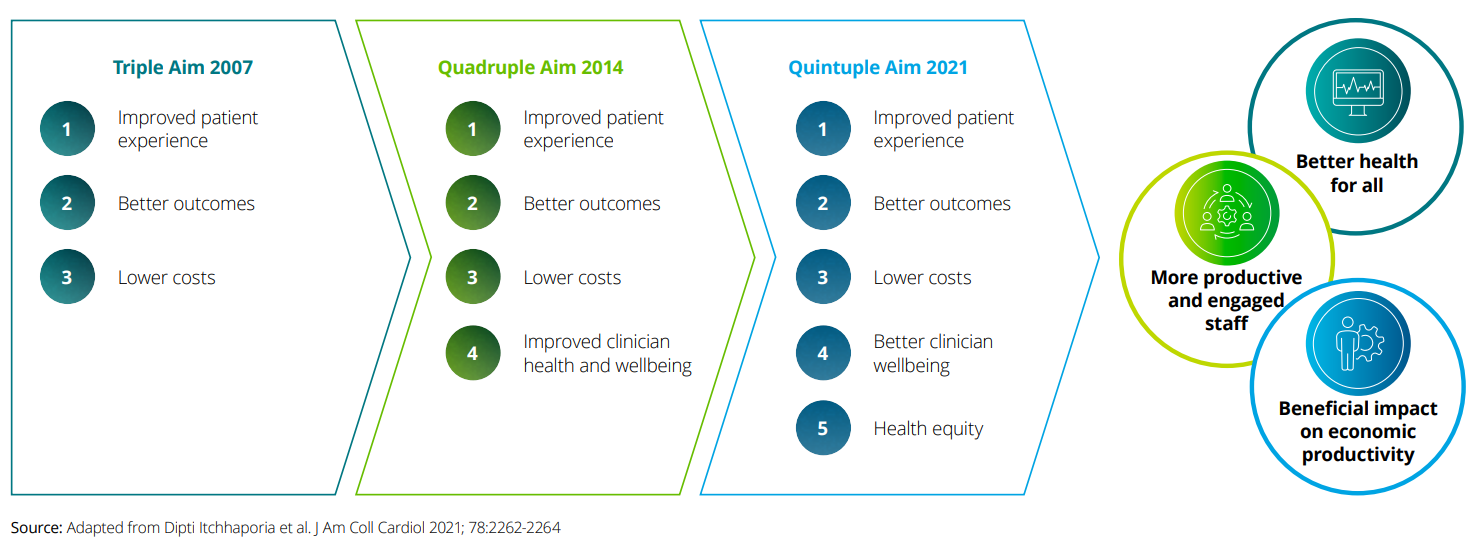 Triple Aim 2007
1
Improved patient
experience
2
Better outcomes
3
Lower costs
Quadruple Aim 2014
1
Improved patient
experience
2
Better outcomes
3
Lower costs
4
Improved clinician
health and wellbeing
Quintuple Aim 2021
1
Improved patient
experience
2
Better outcomes
3
Lower costs
4
Better clinician
wellbeing
5
Health equity
Better health
for all
More productive
and engaged
staff
Beneficial impact
on economic
productivity
Source: Adapted from Dipti Itchhaporia et al. J Am Coll Cardiol 2021; 78:2262-2264